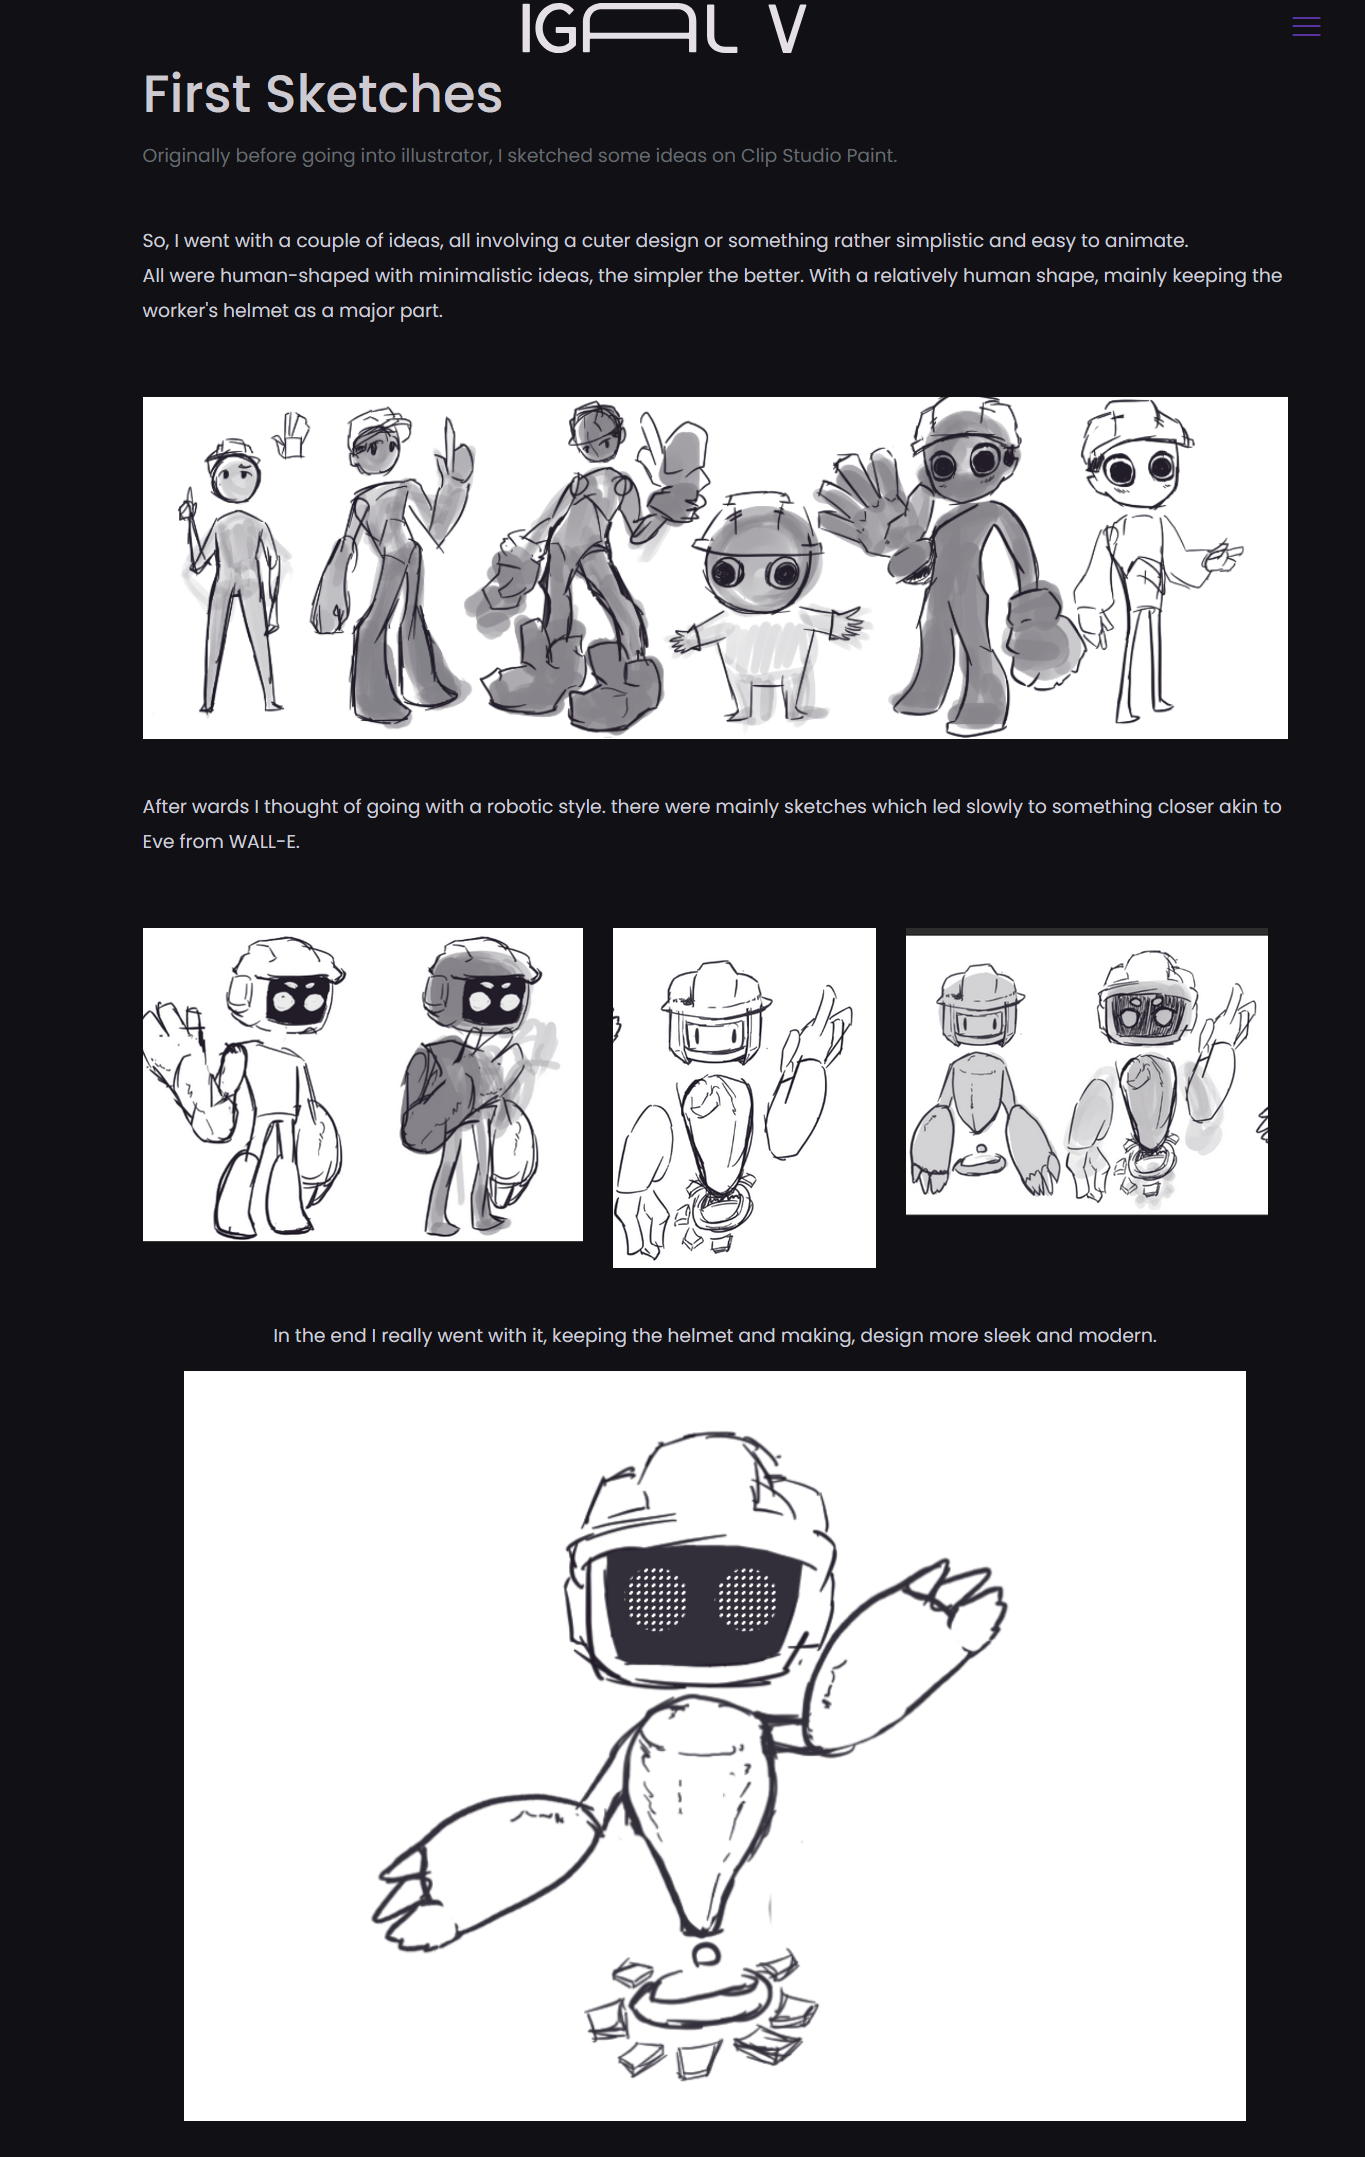 IGAL V
First Sketches
Originally before going into illustrator, I sketched some ideas on Clip Studio Paint.
So, I went with a couple of ideas, all involving a cuter design or something rather simplistic and easy to animate.
All were human-shaped with minimalistic ideas, the simpler the better. With a relatively human shape, mainly keeping the
worker's helmet as a major part.
After wards I thought of going with a robotic style. there were mainly sketches which led slowly to something closer akin to
Eve from WALL-E.
In the end I really went with it, keeping the helmet and making, design more sleek and modern.